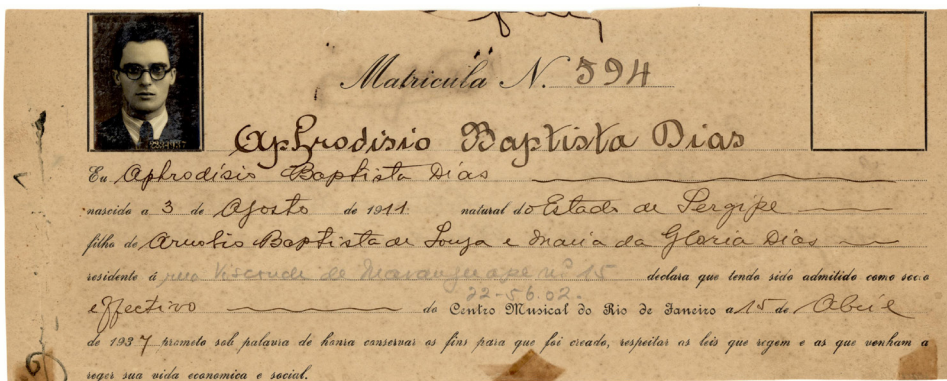 Matricula N. 594
Aphrodisio Baptista Dias
Eu Aphrodisio Baptista Dias
nascido a 3 de Agosto de 1911. natural do Estado de Sergipe
filho de Arnobio Baptista de Souza e Maria da Gloria Dias
residente á rua Visconde de Maranguape nº 15 declara que tendo sido admitido como socio
22-56.02.
effectivo do Centro Musical do Rio de Janeiro a 15 de Abril
de 1937 prometo sob palavra de honra conservar os fins para que foi creado, respeitar as leis que regem e as que venham a
reger sua vida economica e social.